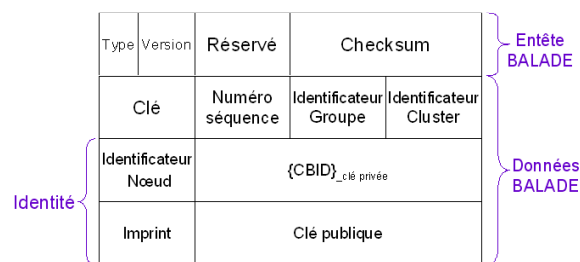 Type Version Réservé Checksum
Entête
BALADE
Clé
Numéro
séquence
Identificateur
Groupe
Identificateur
Cluster
Identificateur
Nœud
{CBID}_clé privée
Données
BALADE
Identité
Imprint
Clé publique